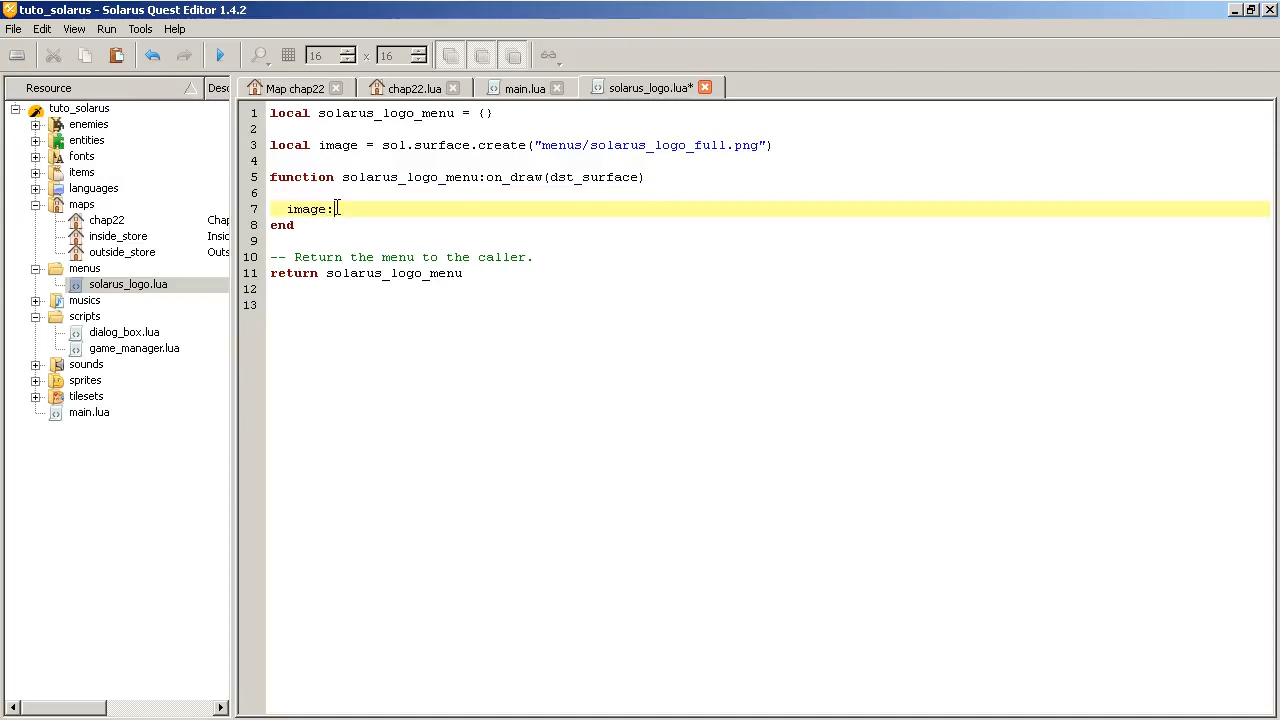 tuto_solarus - Solarus Quest Editor 1.4.2
File Edit View Run Tools Help
16 x 16
Resource Desc
Map chap22 chap22.lua main.lua solarus_logo.lua*
tuto_solarus
enemies
entities
fonts
items
languages
maps
chap22 Chap
inside_store Insid
outside_store Outs
menus
solarus_logo.lua
musics
scripts
dialog_box.lua
game_manager.lua
sounds
sprites
tilesets
main.lua
1 local solarus_logo_menu = {}
2
3 local image = sol.surface.create("menus/solarus_logo_full.png")
4
5 function solarus_logo_menu:on_draw(dst_surface)
6
7 image:
8 end
9
10 -- Return the menu to the caller.
11 return solarus_logo_menu
12
13